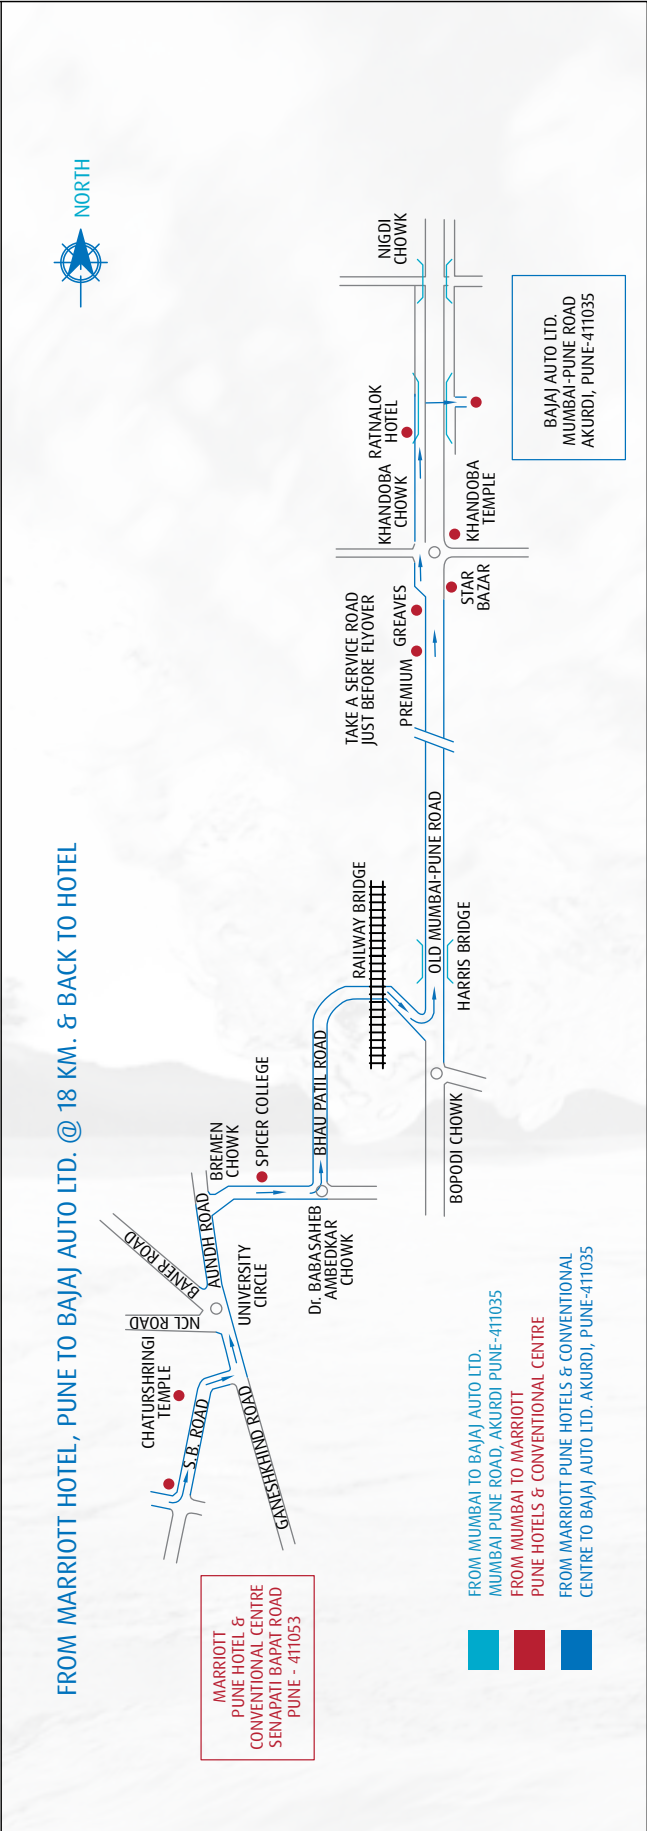 FROM MARRIOTT HOTEL, PUNE TO BAJAJ AUTO LTD. @ 18 KM. & BACK TO HOTEL
NORTH
MARRIOTT
PUNE HOTEL &
CONVENTIONAL CENTRE
SENAPATI BAPAT ROAD
PUNE - 411053
CHATURSHRINGI
TEMPLE
S.B. ROAD
GANESHKHIND ROAD
NCL ROAD
BANER ROAD
AUNDH ROAD
UNIVERSITY
CIRCLE
BREMEN
CHOWK
SPICER COLLEGE
Dr. BABASAHEB
AMBEDKAR
CHOWK
BHAU PATIL ROAD
RAILWAY BRIDGE
BOPODI CHOWK
OLD MUMBAI-PUNE ROAD
HARRIS BRIDGE
TAKE A SERVICE ROAD
JUST BEFORE FLYOVER
PREMIUM
GREAVES
STAR
BAZAR
KHANDOBA
CHOWK
KHANDOBA
TEMPLE
RATNALOK
HOTEL
NIGDI
CHOWK
BAJAJ AUTO LTD.
MUMBAI-PUNE ROAD
AKURDI, PUNE-411035
FROM MUMBAI TO BAJAJ AUTO LTD.
MUMBAI PUNE ROAD, AKURDI PUNE-411035
FROM MUMBAI TO MARRIOTT
PUNE HOTELS & CONVENTIONAL CENTRE
FROM MARRIOTT PUNE HOTELS & CONVENTIONAL
CENTRE TO BAJAJ AUTO LTD. AKURDI, PUNE-411035